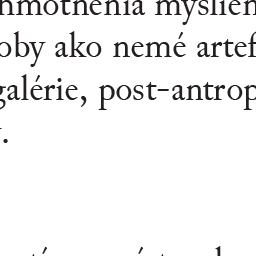 hmotnenia myslien
oby ako nemé artef
galérie, post-antrop
.